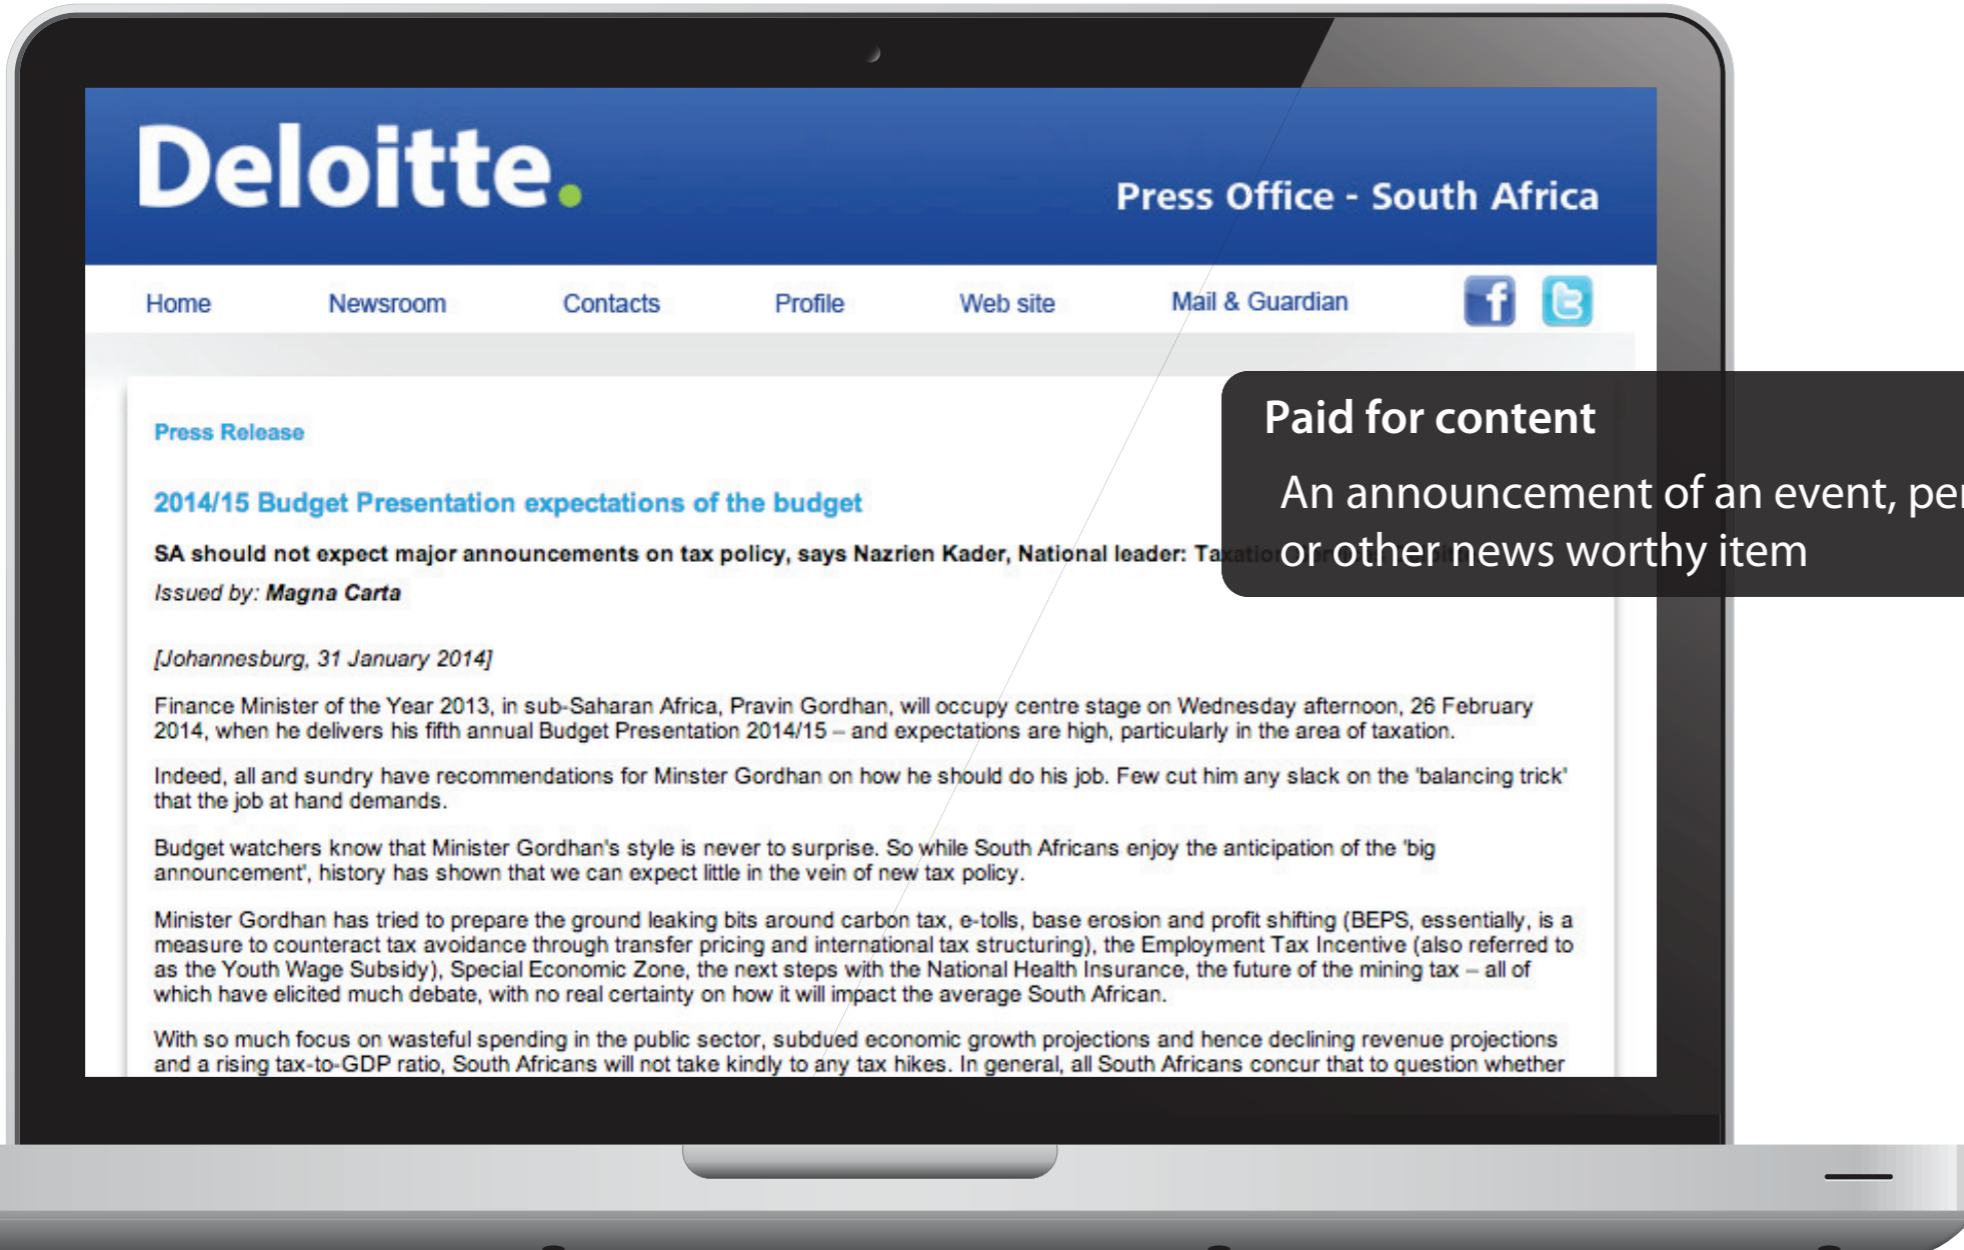 Deloitte.
Press Office - South Africa
Home Newsroom Contacts Profile Web site Mail & Guardian
Press Release
2014/15 Budget Presentation expectations of the budget
SA should not expect major announcements on tax policy, says Nazrien Kader, National leader: Taxation
Issued by: Magna Carta
Paid for content
An announcement of an event,
or other news worthy item
[Johannesburg, 31 January 2014]
Finance Minister of the Year 2013, in sub-Saharan Africa, Pravin Gordhan, will occupy centre stage on Wednesday afternoon, 26 February
2014, when he delivers his fifth annual Budget Presentation 2014/15 – and expectations are high, particularly in the area of taxation.
Indeed, all and sundry have recommendations for Minster Gordhan on how he should do his job. Few cut him any slack on the 'balancing trick'
that the job at hand demands.
Budget watchers know that Minister Gordhan's style is never to surprise. So while South Africans enjoy the anticipation of the 'big
announcement', history has shown that we can expect little in the vein of new tax policy.
Minister Gordhan has tried to prepare the ground leaking bits around carbon tax, e-tolls, base erosion and profit shifting (BEPS, essentially, is a
measure to counteract tax avoidance through transfer pricing and international tax structuring), the Employment Tax Incentive (also referred to
as the Youth Wage Subsidy), Special Economic Zone, the next steps with the National Health Insurance, the future of the mining tax – all of
which have elicited much debate, with no real certainty on how it will impact the average South African.
With so much focus on wasteful spending in the public sector, subdued economic growth projections and hence declining revenue projections
and a rising tax-to-GDP ratio, South Africans will not take kindly to any tax hikes. In general, all South Africans concur that to question whether